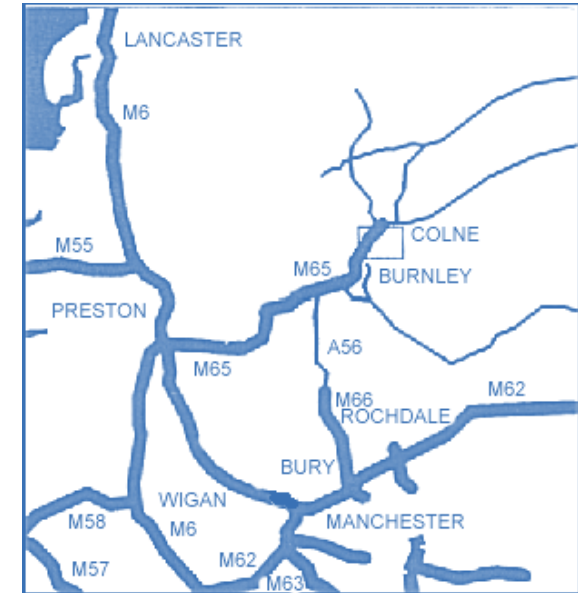 LANCASTER
M6
COLNE
M55
M65
BURNLEY
PRESTON
A56
M65
M62
M66
ROCHDALE
BURY
WIGAN
M58
M6
MANCHESTER
M62
M57
M63